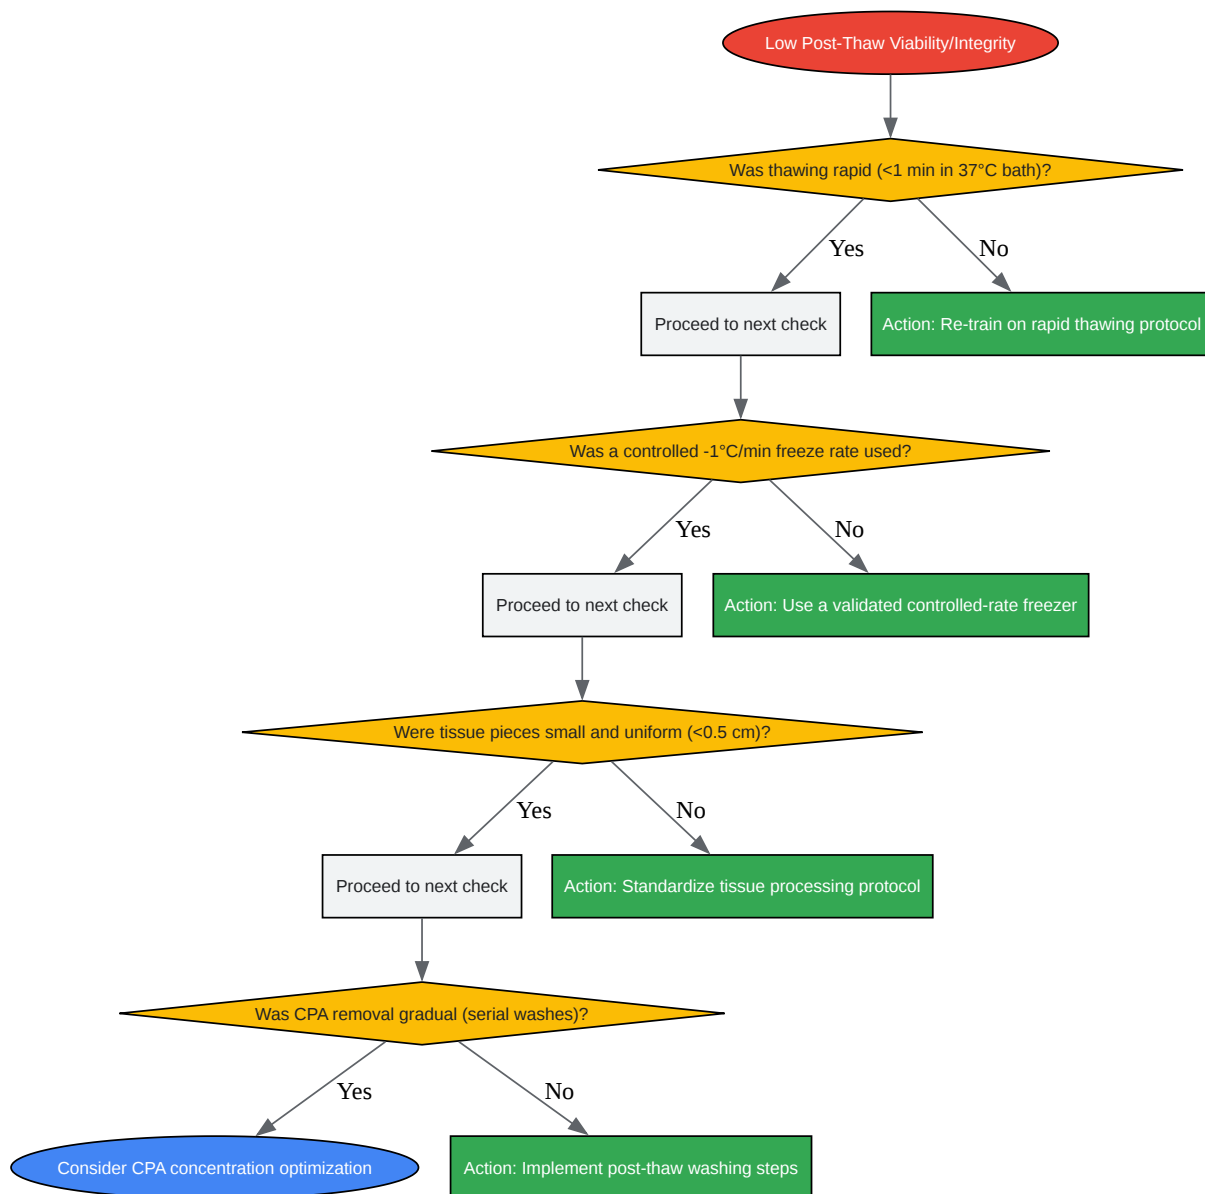 Low Post-Thaw Viability/Integrity
Was thawing rapid (<1 min in 37°C bath)?
Yes
No
Proceed to next check
Action: Re-train on rapid thawing protocol
Was a controlled -1°C/min freeze rate used?
Yes
No
Proceed to next check
Action: Use a validated controlled-rate freezer
Were tissue pieces small and uniform (<0.5 cm)?
Yes
No
Proceed to next check
Action: Standardize tissue processing protocol
Was CPA removal gradual (serial washes)?
Yes
No
Consider CPA concentration optimization
Action: Implement post-thaw washing steps